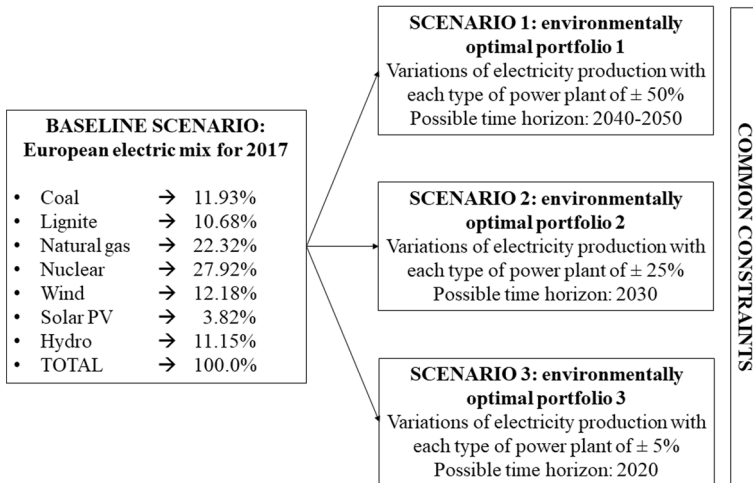 BASELINE SCENARIO:
European electric mix for 2017
• Coal → 11.93%
• Lignite → 10.68%
• Natural gas → 22.32%
• Nuclear → 27.92%
• Wind → 12.18%
• Solar PV → 3.82%
• Hydro → 11.15%
• TOTAL → 100.0%
SCENARIO 1: environmentally
optimal portfolio 1
Variations of electricity production with
each type of power plant of ± 50%
Possible time horizon: 2040-2050
SCENARIO 2: environmentally
optimal portfolio 2
Variations of electricity production with
each type of power plant of ± 25%
Possible time horizon: 2030
SCENARIO 3: environmentally
optimal portfolio 3
Variations of electricity production with
each type of power plant of ± 5%
Possible time horizon: 2020
COMMON CONSTRAINTS